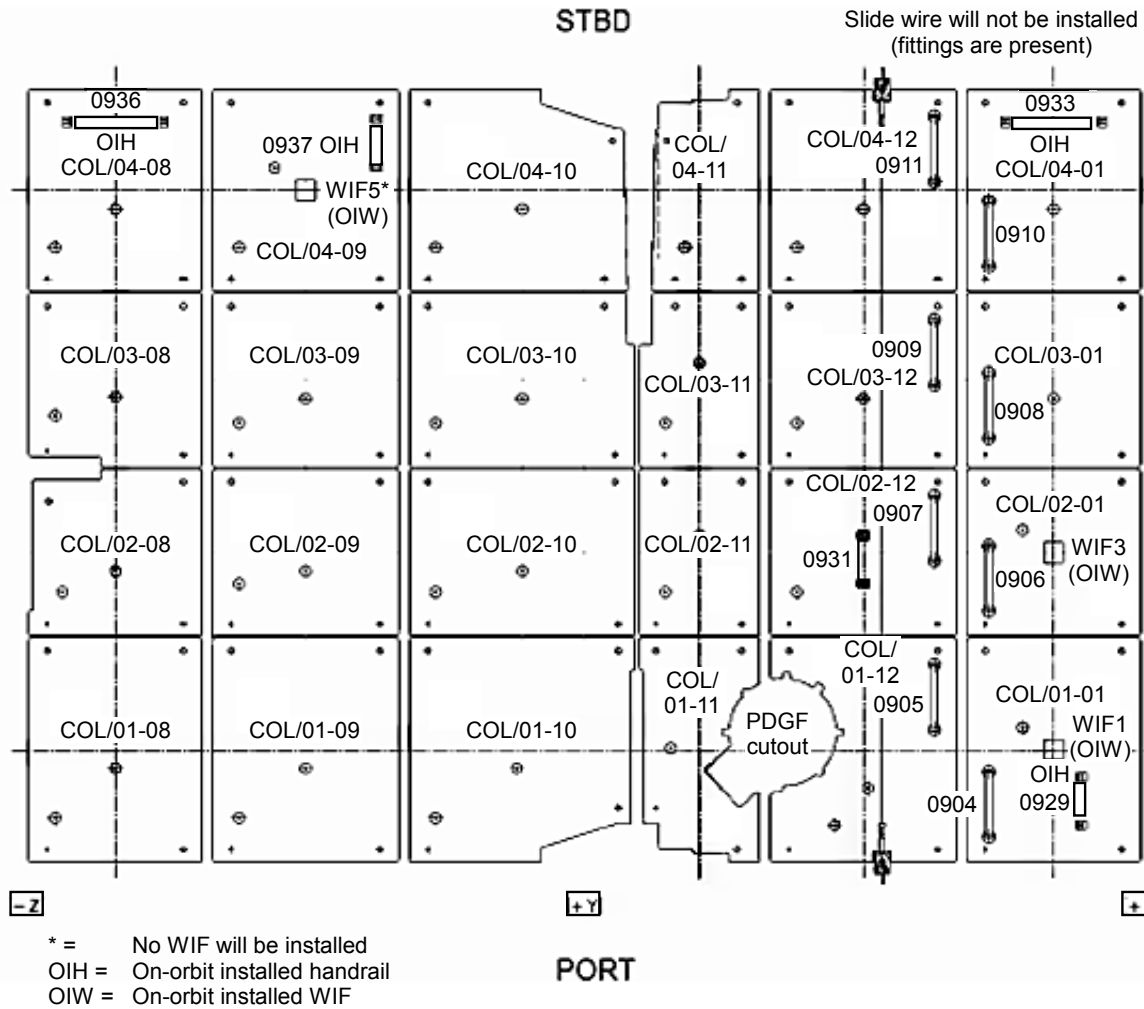 STBD
Slide wire will not be installed
(fittings are present)
0936
OIH
COL/04-08
0937 OIH
WIF5*
(OIW)
COL/04-09
COL/04-10
COL/
04-11
COL/04-12
0911
0933
OIH
COL/04-01
0910
COL/03-08
COL/03-09
COL/03-10
COL/03-11
0909
COL/03-12
COL/03-01
0908
COL/02-08
COL/02-09
COL/02-10
COL/02-11
COL/02-12
0907
0931
COL/02-01
WIF3
(OIW)
0906
COL/01-08
COL/01-09
COL/01-10
COL/
01-11
PDGF
cutout
COL/
01-12
0905
COL/01-01
WIF1
(OIW)
OIH
0929
0904
-Z
+Y
+
* = No WIF will be installed
OIH = On-orbit installed handrail
OIW = On-orbit installed WIF
PORT